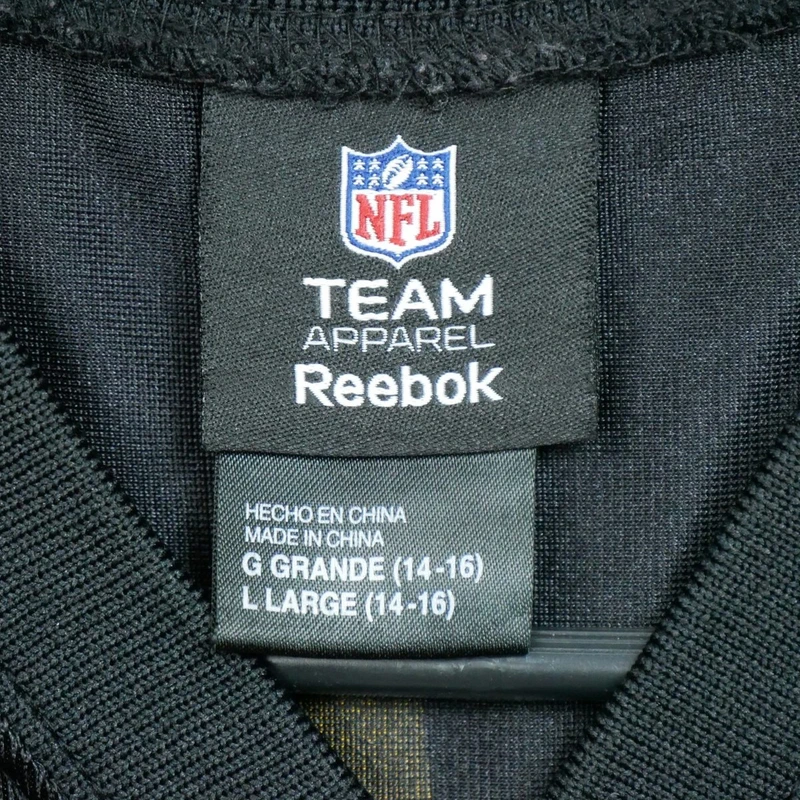 NFL
TEAM
APPAREL
Reebok
HECHO EN CHINA
MADE IN CHINA
G GRANDE (14-16)
L LARGE (14-16)